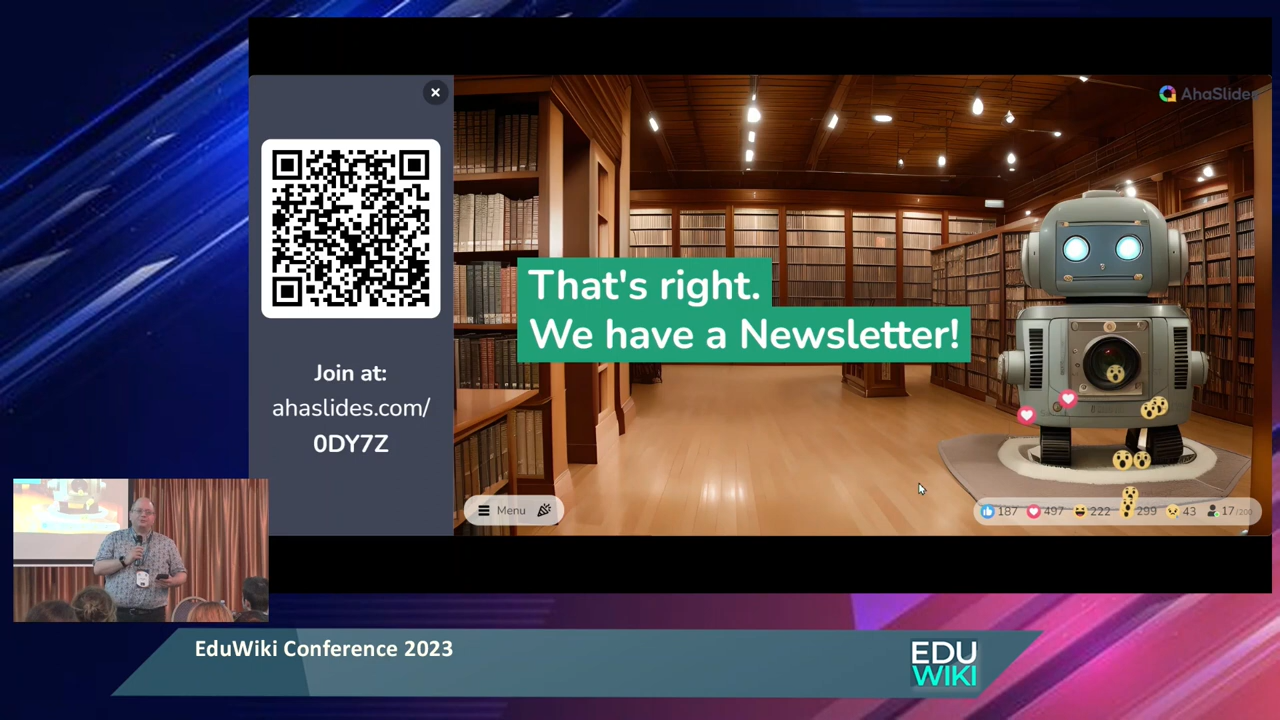 AhaSlides
That's right.
We have a Newsletter!
Join at:
ahaslides.com/
0DY7Z
Menu
187
497
222
299
43
17/200
EduWiki Conference 2023
EDU
WIKI